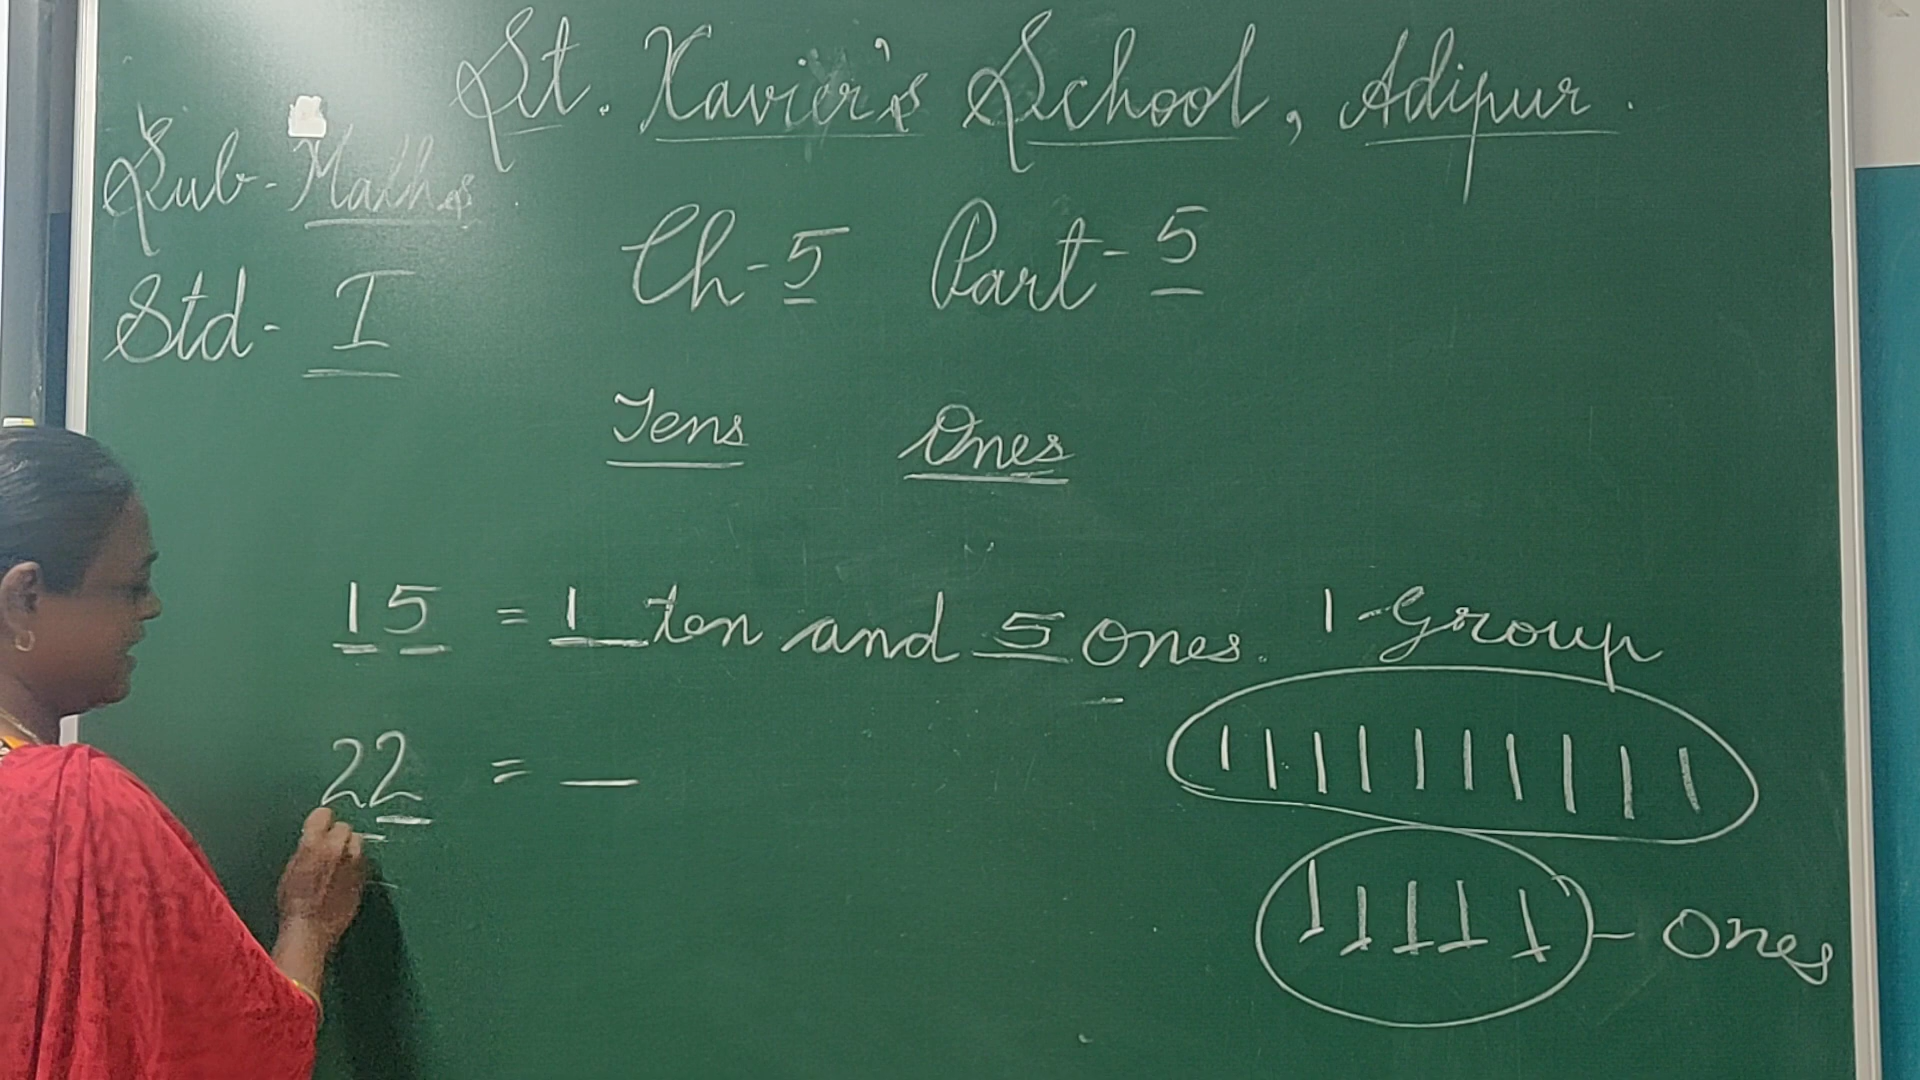 St. Xavier's School, Adipur.
Sub-Maths.
Ch-5 Part-5
Std- I
Tens Ones
15 = 1 ten and 5 ones. 1-Group
22 = _
- Ones